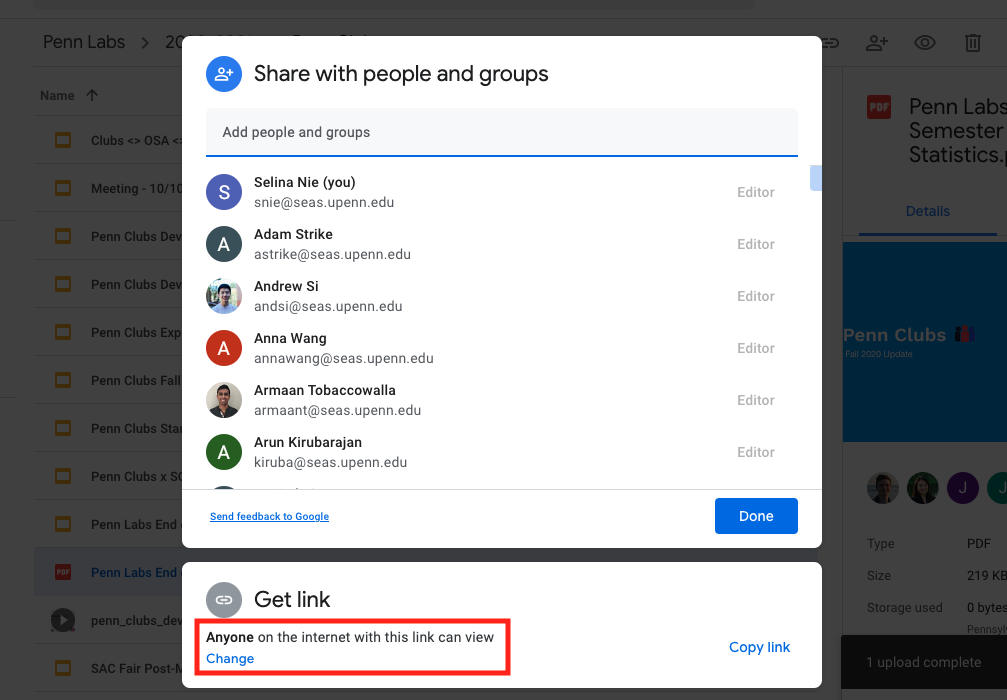 Penn Labs
Share with people and groups
Name
Add people and groups
PDF
Penn Labs
Semester
Statistics.
Clubs <> OSA
Selina Nie (you)
S
snie@seas.upenn.edu
Editor
Meeting - 10/10
Details
Adam Strike
A
astrike@seas.upenn.edu
Editor
Penn Clubs Dev
Andrew Si
andsi@seas.upenn.edu
Editor
Penn Clubs Dev
Anna Wang
A
annawang@seas.upenn.edu
Editor
Penn Clubs Exp
Penn Clubs
Fall 2020 Update
Armaan Tobaccowalla
armaant@seas.upenn.edu
Editor
Penn Clubs Fall
Arun Kirubarajan
A
kiruba@seas.upenn.edu
Editor
Penn Clubs Star
Penn Clubs x SC
J
J
Send feedback to Google
Done
Penn Labs End
Type
PDF
PDF
Penn Labs End
Size
219 KB
Get link
Storage used
0 bytes
Pennsyl
penn_clubs_dev
Anyone on the internet with this link can view
Change
Copy link
SAC Fair Post-M
1 upload complete